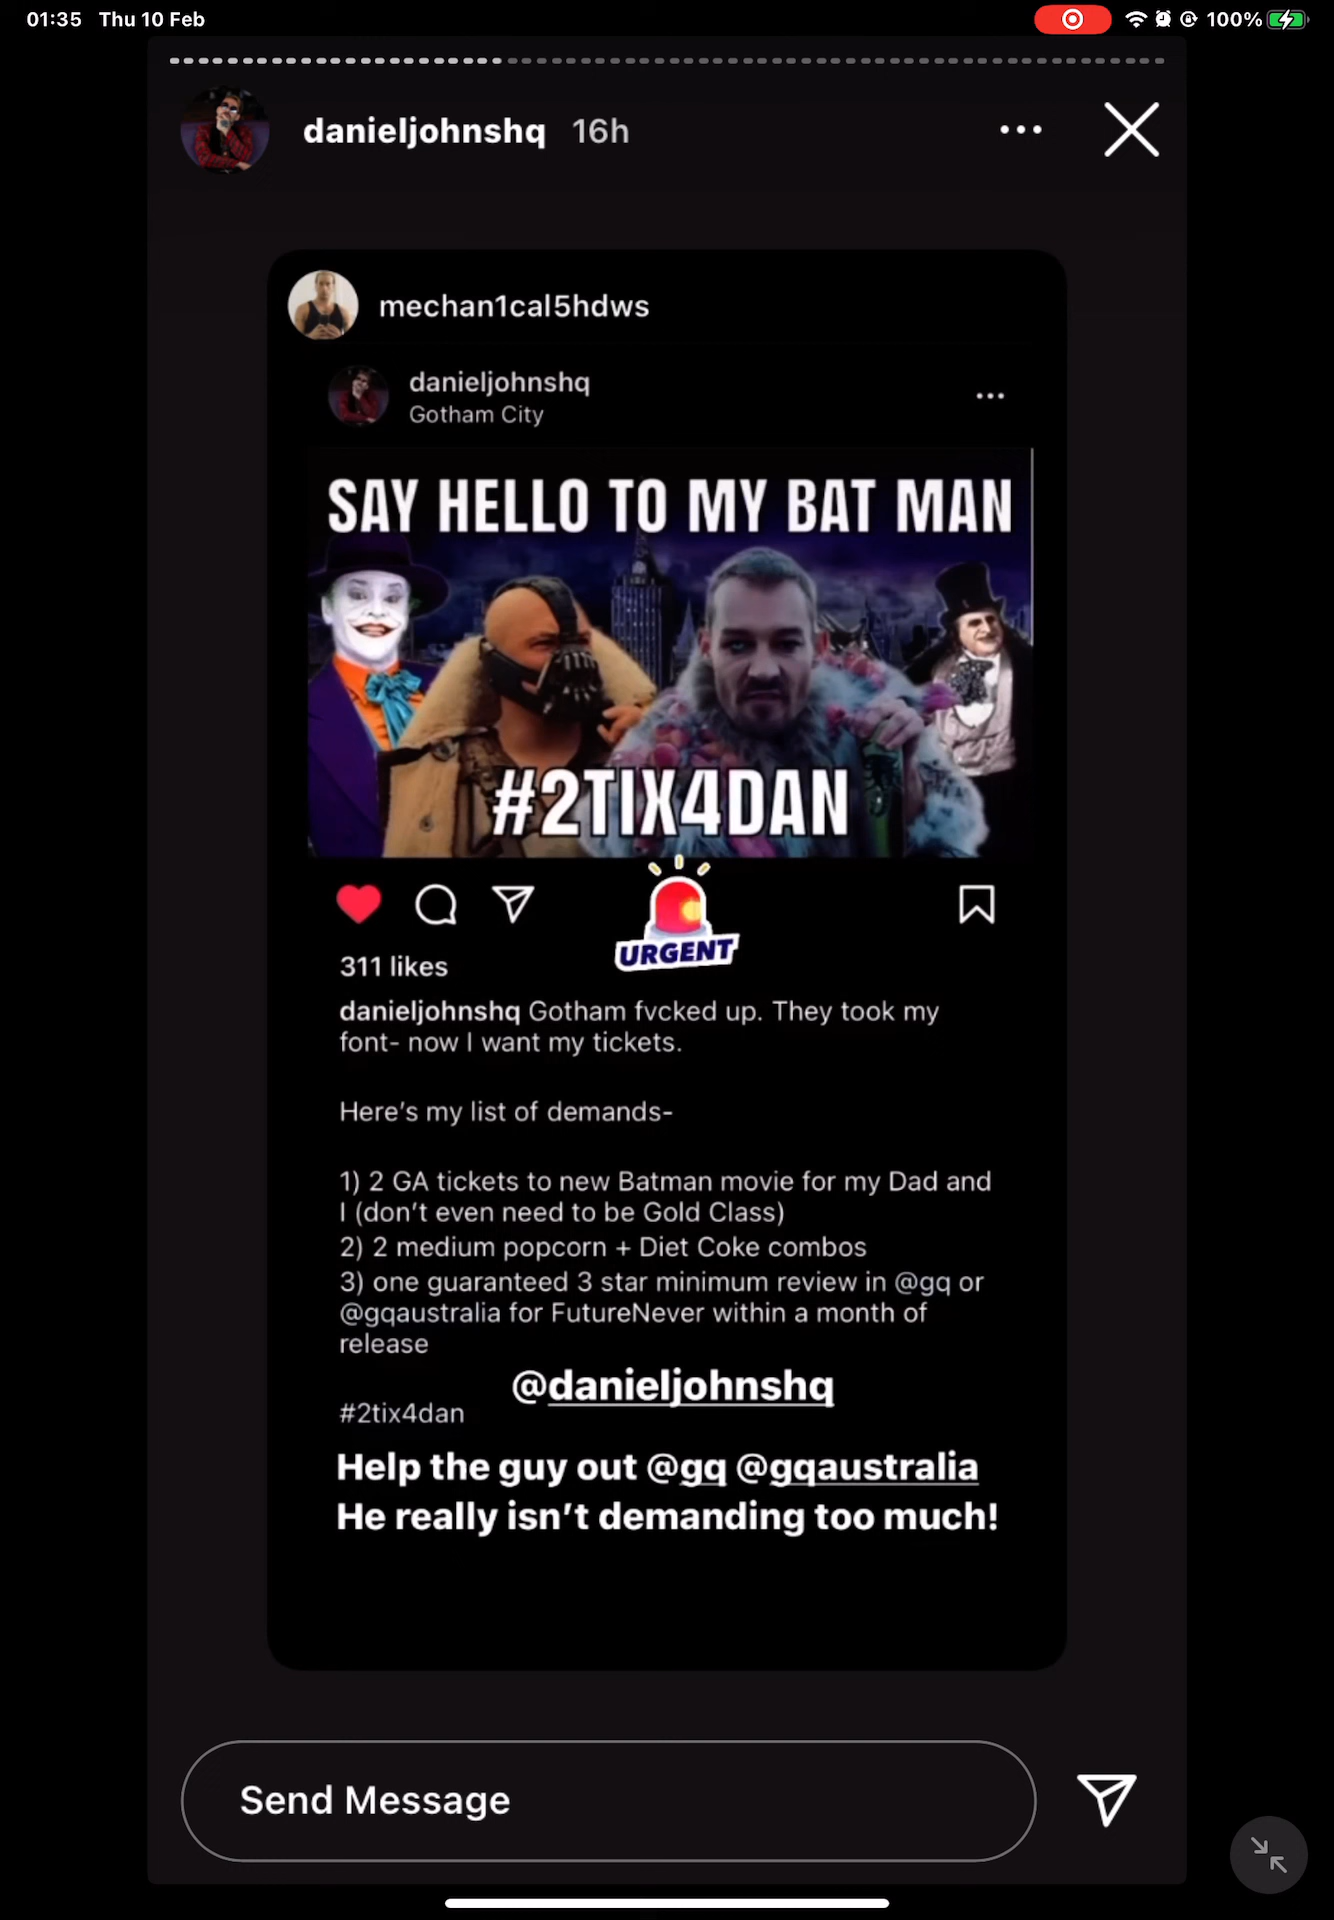 01:35 Thu 10 Feb
100%
danieljohnshq 16h
mechan1cal5hdws
danieljohnshq
Gotham City
SAY HELLO TO MY BAT MAN
#2TIX4DAN
URGENT
311 likes
danieljohnshq Gotham fvcked up. They took my
font- now I want my tickets.
Here's my list of demands-
1) 2 GA tickets to new Batman movie for my Dad and
I (don't even need to be Gold Class)
2) 2 medium popcorn + Diet Coke combos
3) one guaranteed 3 star minimum review in @gq or
@gqaustralia for FutureNever within a month of
release
@danieljohnshq
#2tix4dan
Help the guy out @gq @gqaustralia
He really isn't demanding too much!
Send Message